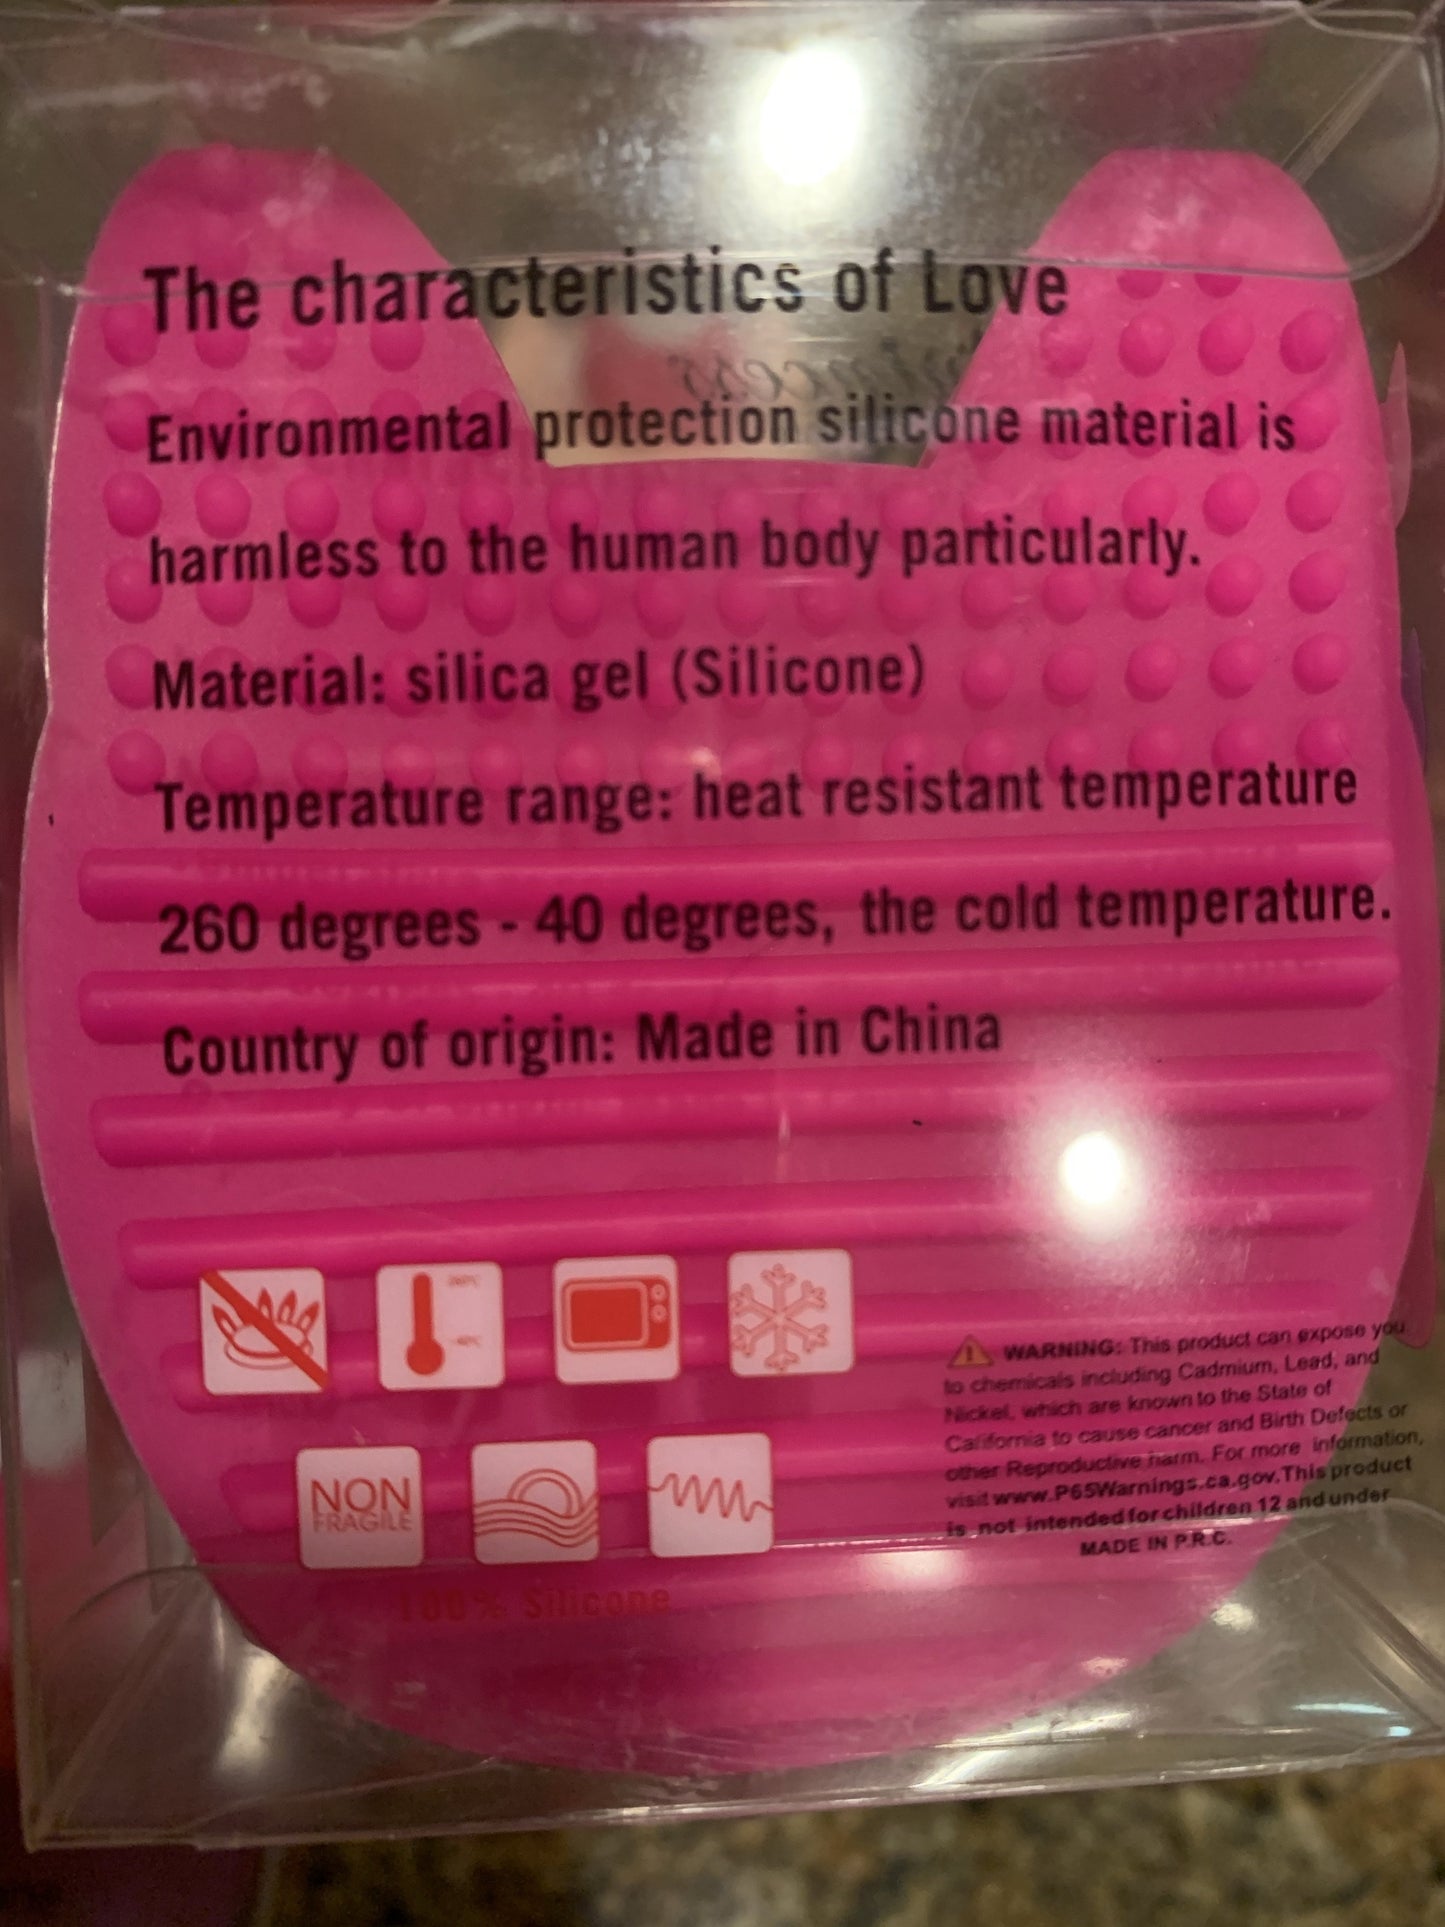 The characteristics of Love
Environmental protection silicone material is
harmless to the human body particularly.
Material: silica gel (Silicone)
Temperature range: heat resistant temperature
260 degrees - 40 degrees, the cold temperature.
Country of origin: Made in China
NON
FRAGILE
100% Silicone
WARNING: This product can expose you
to chemicals including Cadmium, Lead, and
Nickel, which are known to the State of
California to cause cancer and Birth Defects or
other Reproductive harm. For more information,
visit www.P65Warnings.ca.gov.This product
is not intended for children 12 and under
MADE IN P.R.C.